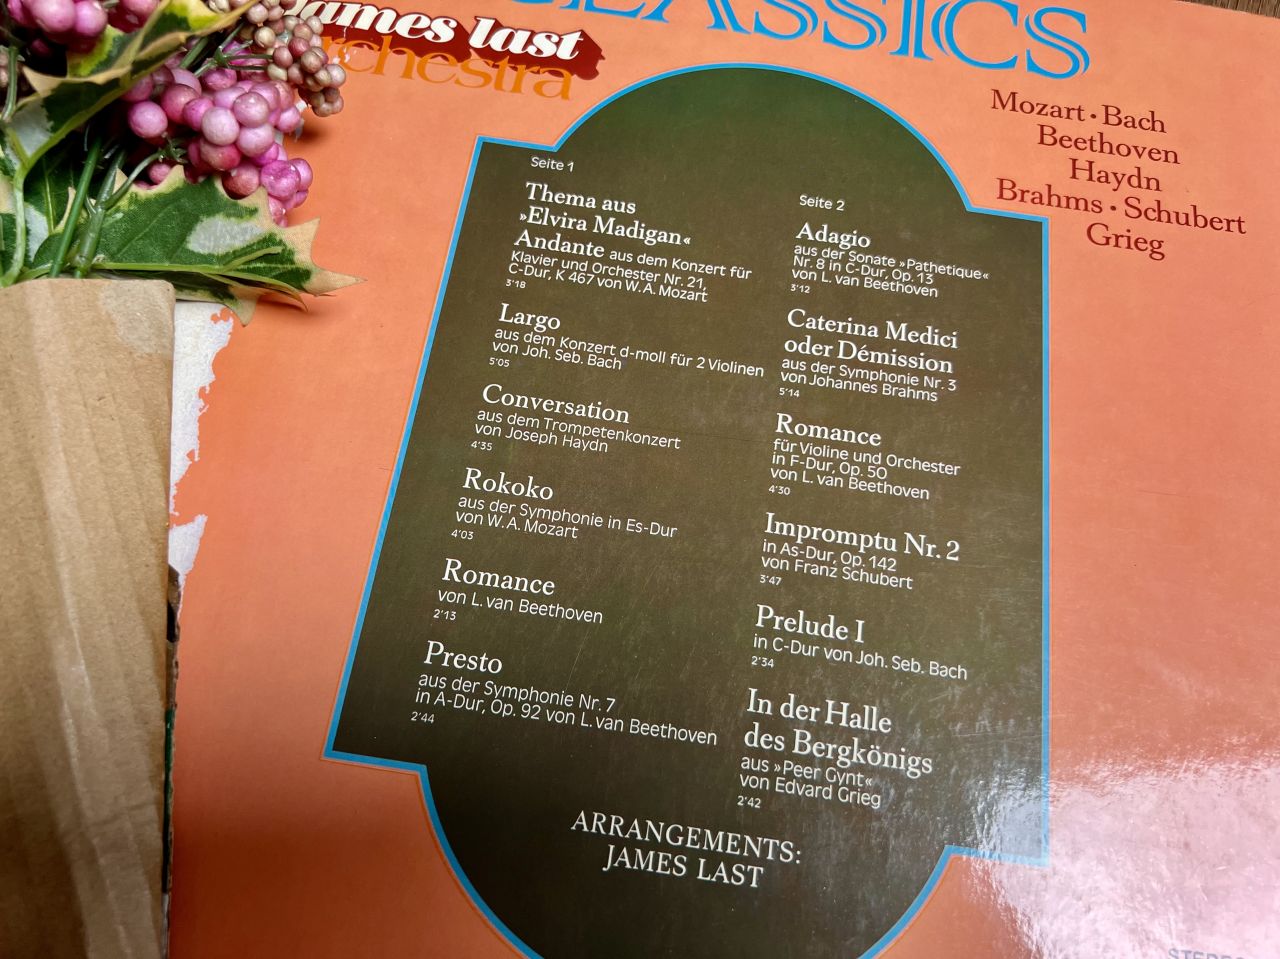 CLASSICS
James last
orchestra
Mozart · Bach
Beethoven
Haydn
Brahms · Schubert
Grieg
Seite 1
Thema aus
»Elvira Madigan«
Andante aus dem Konzert für
Klavier und Orchester Nr. 21,
C-Dur, K 467 von W. A. Mozart
3'18
Largo
aus dem Konzert d-moll für 2 Violinen
von Joh. Seb. Bach
5'05
Conversation
aus dem Trompetenkonzert
von Joseph Haydn
4'35
Rokoko
aus der Symphonie in Es-Dur
von W. A. Mozart
4'03
Romance
von L. van Beethoven
2'13
Presto
aus der Symphonie Nr. 7
in A-Dur, Op. 92 von L. van Beethoven
2'44
Seite 2
Adagio
aus der Sonate »Pathetique«
Nr. 8 in C-Dur, Op. 13
von L. van Beethoven
3'12
Caterina Medici
oder Démission
aus der Symphonie Nr. 3
von Johannes Brahms
5'14
Romance
für Violine und Orchester
in F-Dur, Op. 50
von L. van Beethoven
4'30
Impromptu Nr. 2
in As-Dur, Op. 142
von Franz Schubert
3'47
Prelude I
in C-Dur von Joh. Seb. Bach
2'34
In der Halle
des Bergkönigs
aus »Peer Gynt«
von Edvard Grieg
2'42
ARRANGEMENTS:
JAMES LAST
STEREO